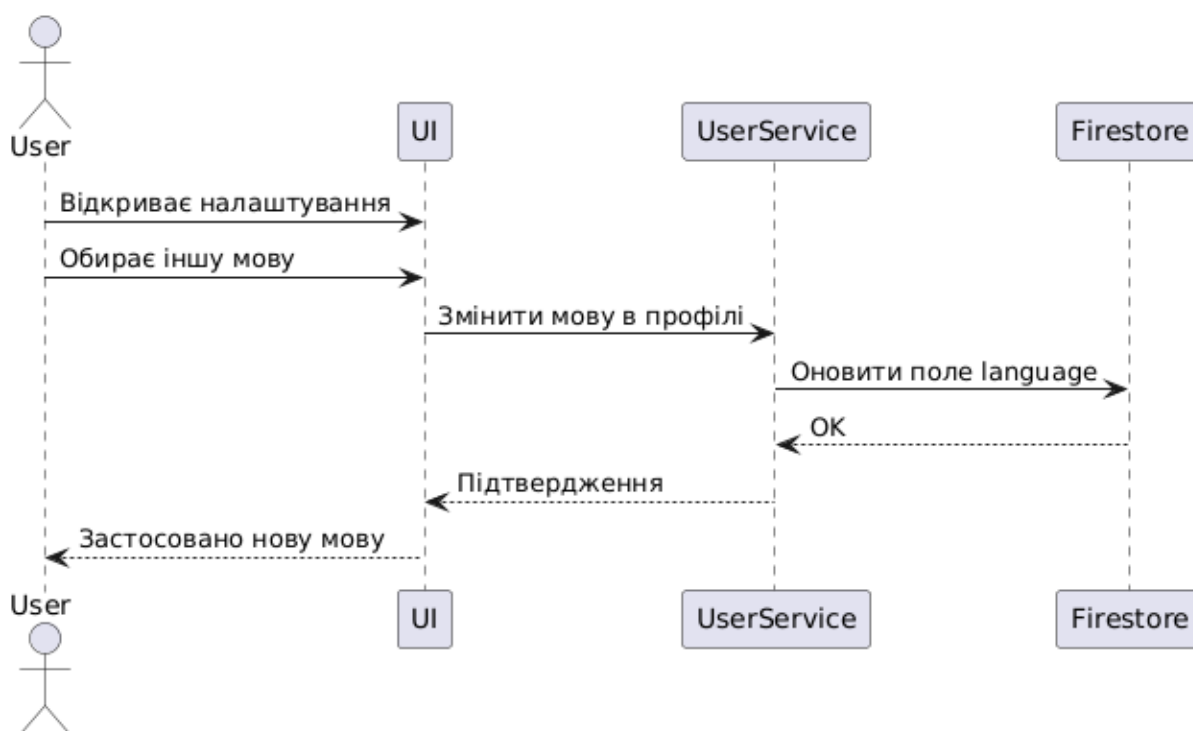 User
UI
UserService
Firestore
Відкриває налаштування
Обирає іншу мову
Змінити мову в профілі
Оновити поле language
OK
Підтвердження
Застосовано нову мову
User
UI
UserService
Firestore